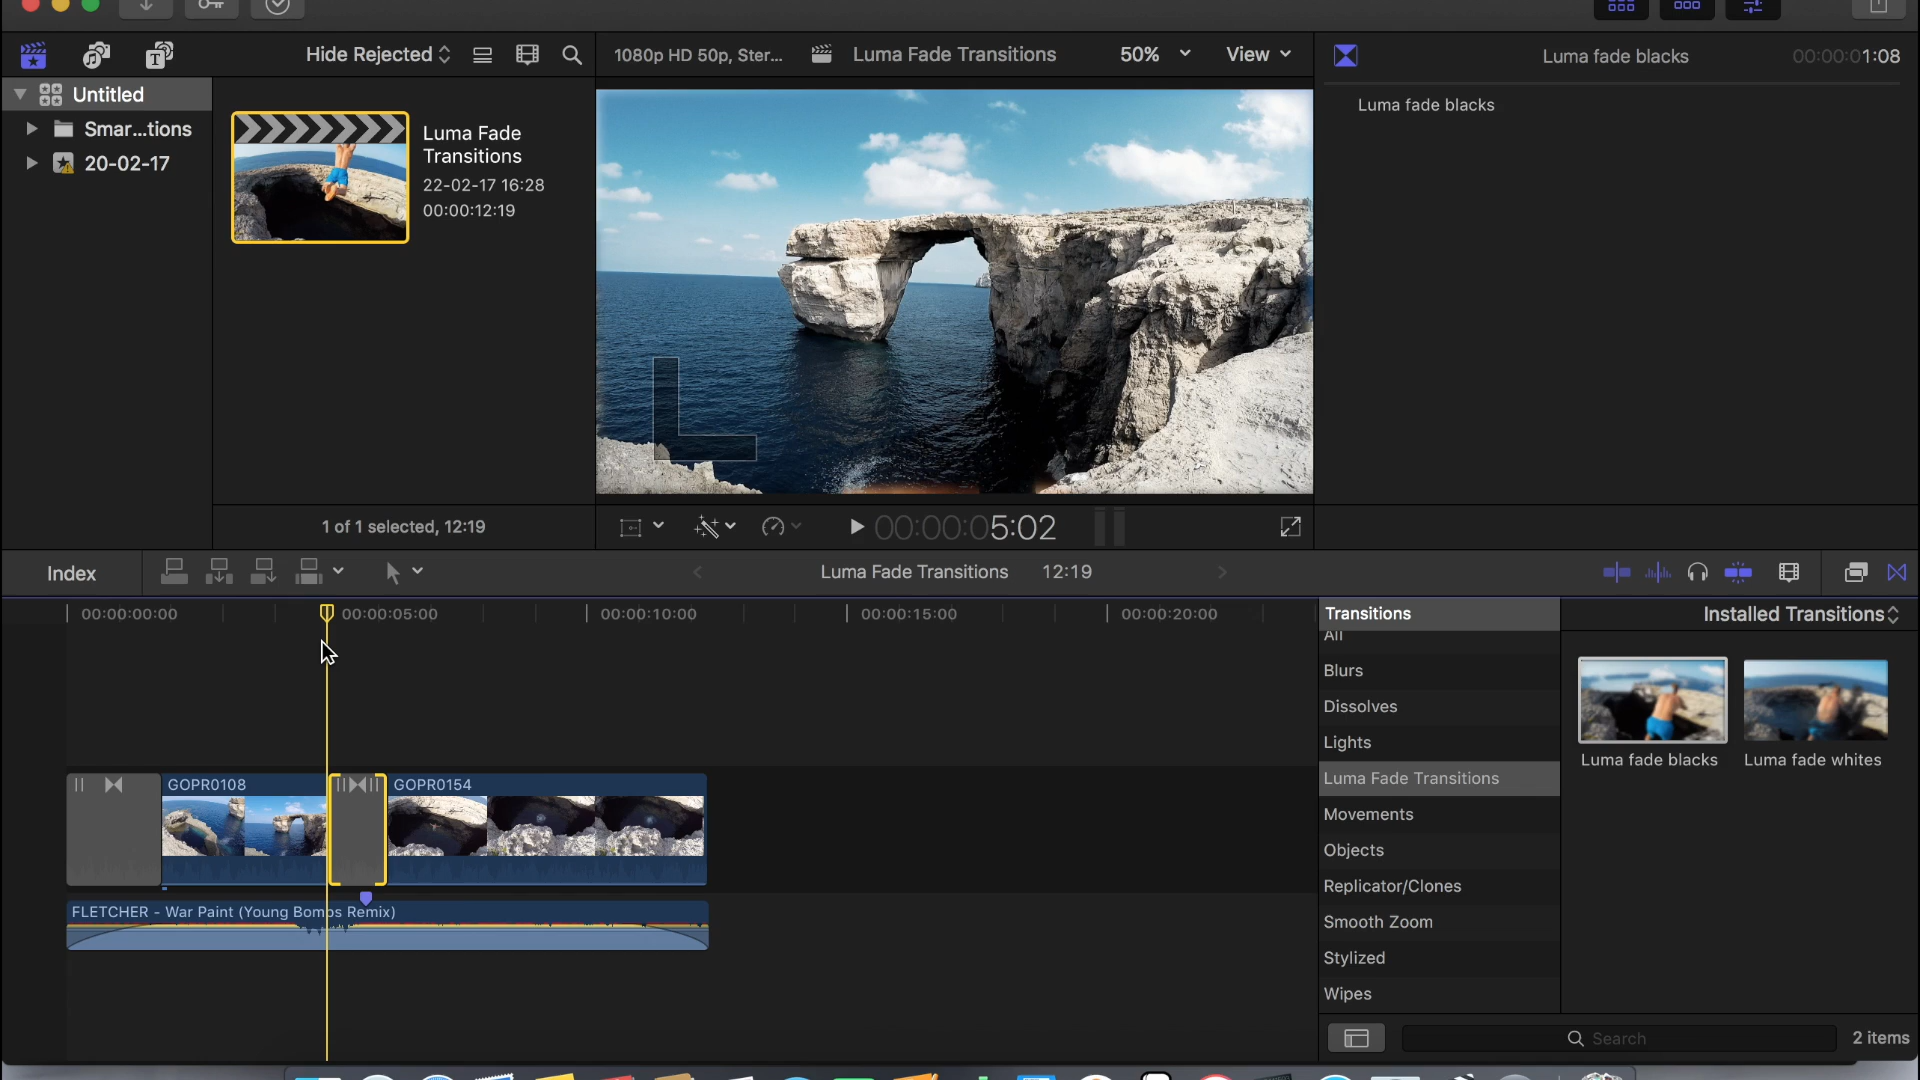 Hide Rejected
1080p HD 50p, Ster...
Luma Fade Transitions
50%
View
Luma fade blacks
00:00:01:08
Untitled
Smar...tions
20-02-17
Luma Fade
Transitions
22-02-17 16:28
00:00:12:19
Luma fade blacks
1 of 1 selected, 12:19
00:00:05:02
Index
Luma Fade Transitions
12:19
00:00:00:00
00:00:05:00
00:00:10:00
00:00:15:00
00:00:20:00
Transitions
Installed Transitions
All
Blurs
Dissolves
Lights
Luma Fade Transitions
Movements
Objects
Replicator/Clones
Smooth Zoom
Stylized
Wipes
Luma fade blacks
Luma fade whites
GOPR0108
GOPR0154
FLETCHER - War Paint (Young Bombs Remix)
Search
2 items